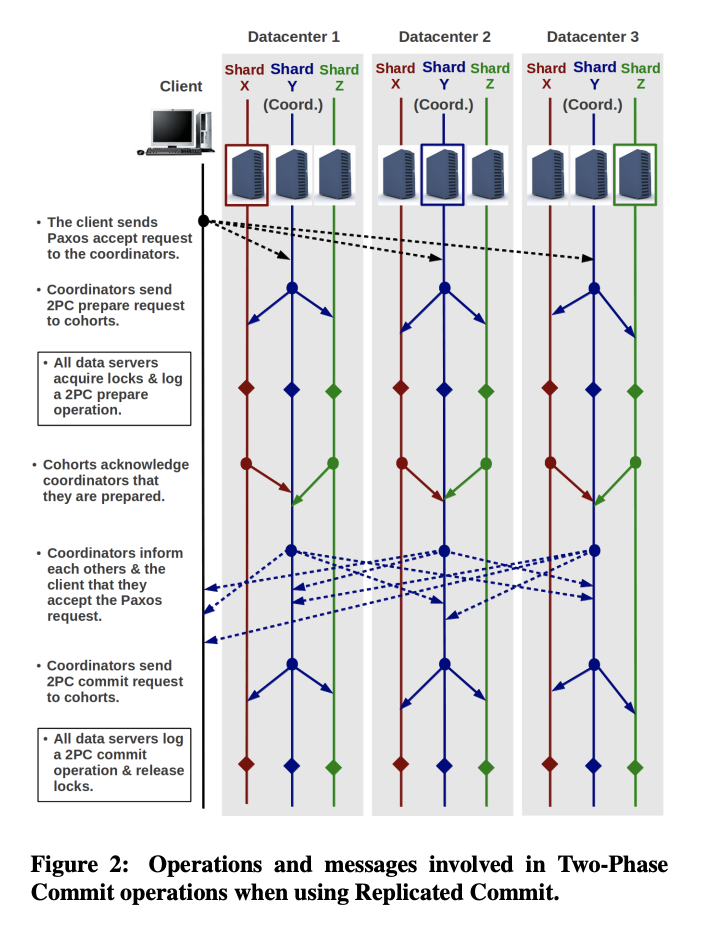 Datacenter 1
Datacenter 2
Datacenter 3
Client
Shard X
Shard Y
(Coord.)
Shard Z
Shard X
Shard Y
(Coord.)
Shard Z
Shard X
Shard Y
(Coord.)
Shard Z
• The client sends
Paxos accept request
to the coordinators.
• Coordinators send
2PC prepare request
to cohorts.
• All data servers
acquire locks & log
a 2PC prepare
operation.
• Cohorts acknowledge
coordinators that
they are prepared.
• Coordinators inform
each others & the
client that they
accept the Paxos
request.
• Coordinators send
2PC commit request
to cohorts.
• All data servers log
a 2PC commit
operation & release
locks.
Figure 2: Operations and messages involved in Two-Phase
Commit operations when using Replicated Commit.